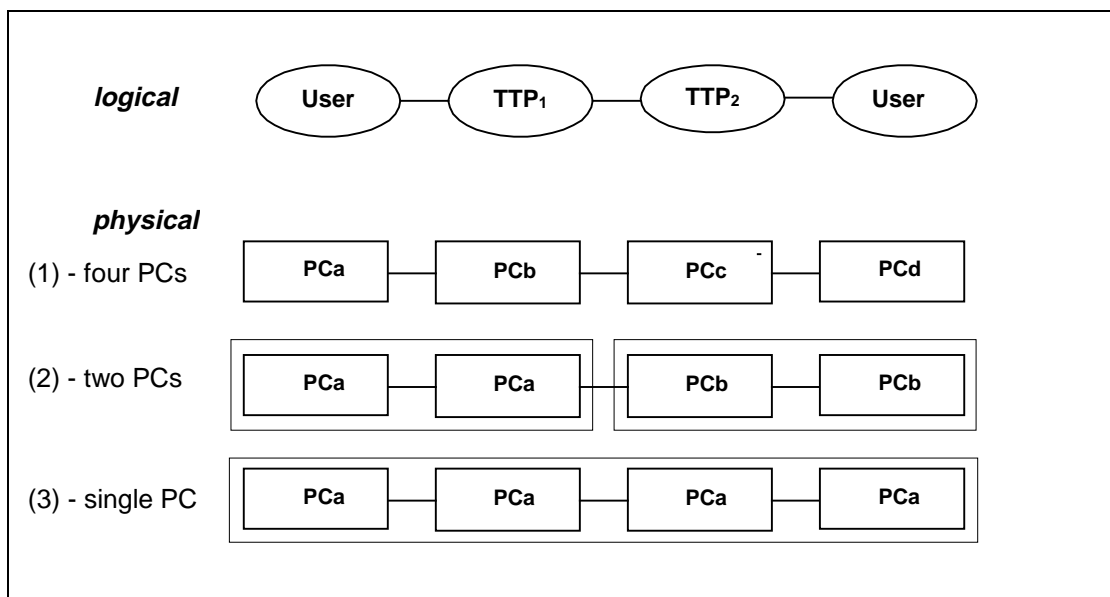 logical User TTP₁ TTP₂ User
physical
(1) - four PCs PCa PCb PCc - PCd
(2) - two PCs PCa PCa PCb PCb
(3) - single PC PCa PCa PCa PCa